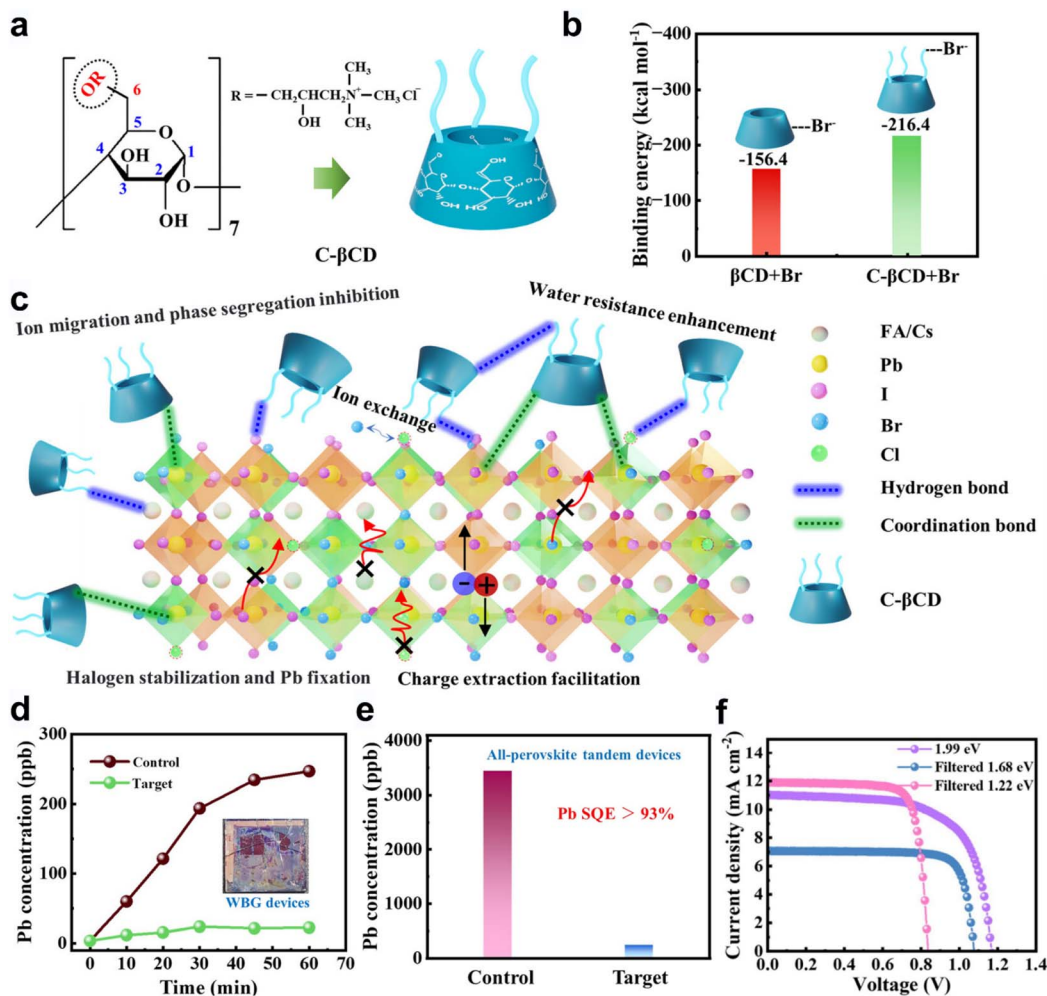 a
OR
6
5
4
3
2
1
O
OH
O
OH
7
R =
CH₂CHCH₂N⁺
CH₃
CH₃Cl⁻
CH₃
OH
OH
OH
HO
HO
OH
C-βCD
b
Binding energy (kcal mol⁻¹)
−400
−300
−200
−100
0
---Br⁻
-156.4
---Br⁻
-216.4
βCD+Br
C-βCD+Br
c
Ion migration and phase segregation inhibition
Water resistance enhancement
Ion exchange
- +
Halogen stabilization and Pb fixation
Charge extraction facilitation
FA/Cs
Pb
I
Br
Cl
Hydrogen bond
Coordination bond
C-βCD
d
Pb concentration (ppb)
300
200
100
0
Control
Target
WBG devices
0 10 20 30 40 50 60 70
Time (min)
e
Pb concentration (ppb)
4000
3000
2000
1000
0
All-perovskite tandem devices
Pb SQE > 93%
Control Target
f
Current density (mA cm⁻²)
14
12
10
8
6
4
2
0
1.99 eV
Filtered 1.68 eV
Filtered 1.22 eV
0.0 0.2 0.4 0.6 0.8 1.0 1.2
Voltage (V)